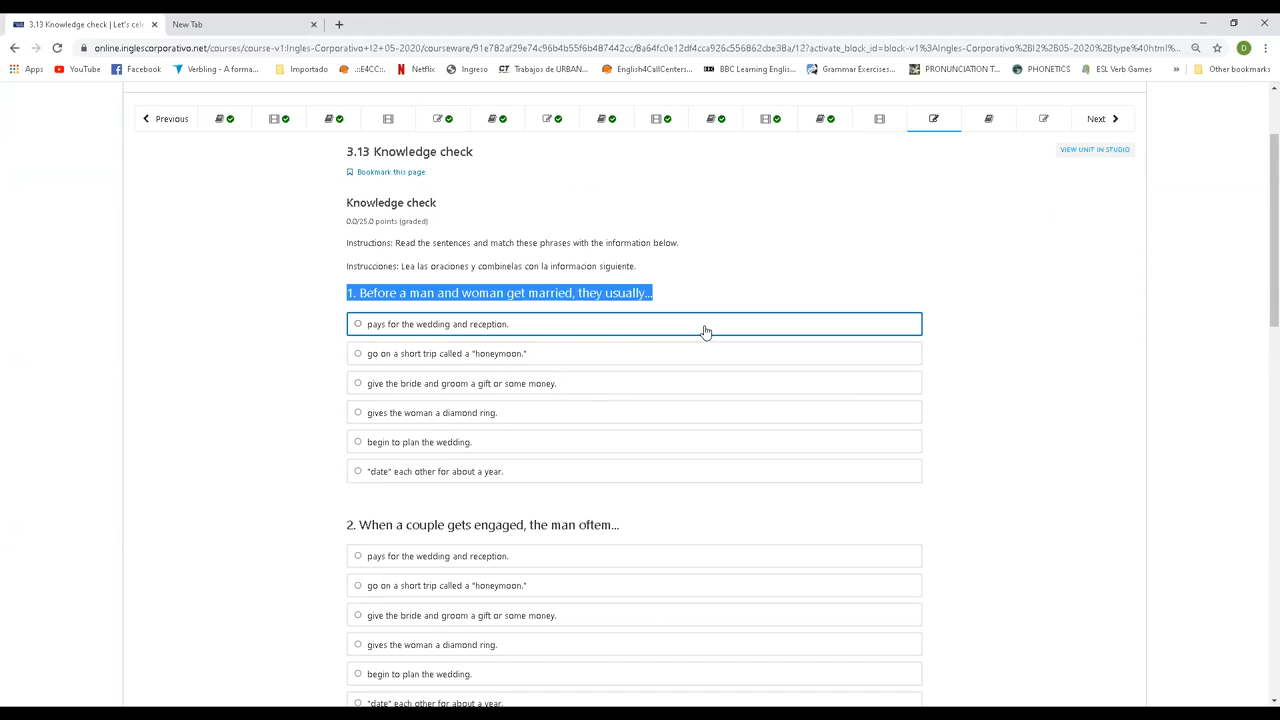 3.13 Knowledge check | Let's cel
New Tab
online.inglescorporativo.net/courses/course-v1:Ingles-Corporativo+I2+05-2020/courseware/91e782af29e74c96b4b55f6b487442cc/8a64fc0e12df4cca926c556862cbe38a/12?activate_block_id=block-v1%3AIngles-Corporativo%2BI2%2B05-2020%2Btype%40html%...
D
Apps
YouTube
Facebook
Verbling - A forma...
Importado
.::E4CC::.
Netflix
Ingreso
Trabajos de URBAN...
English4CallCenters...
BBC Learning Englis...
Grammar Exercises...
PRONUNCIATION T...
PHONETICS
ESL Verb Games
»
Other bookmarks
Previous
Next
3.13 Knowledge check
VIEW UNIT IN STUDIO
Bookmark this page
Knowledge check
0.0/25.0 points (graded)
Instructions: Read the sentences and match these phrases with the information below.
Instrucciones: Lea las oraciones y combinelas con la informacion siguiente.
1. Before a man and woman get married, they usually...
pays for the wedding and reception.
go on a short trip called a "honeymoon."
give the bride and groom a gift or some money.
gives the woman a diamond ring.
begin to plan the wedding.
"date" each other for about a year.
2. When a couple gets engaged, the man oftem...
pays for the wedding and reception.
go on a short trip called a "honeymoon."
give the bride and groom a gift or some money.
gives the woman a diamond ring.
begin to plan the wedding.
"date" each other for about a year.